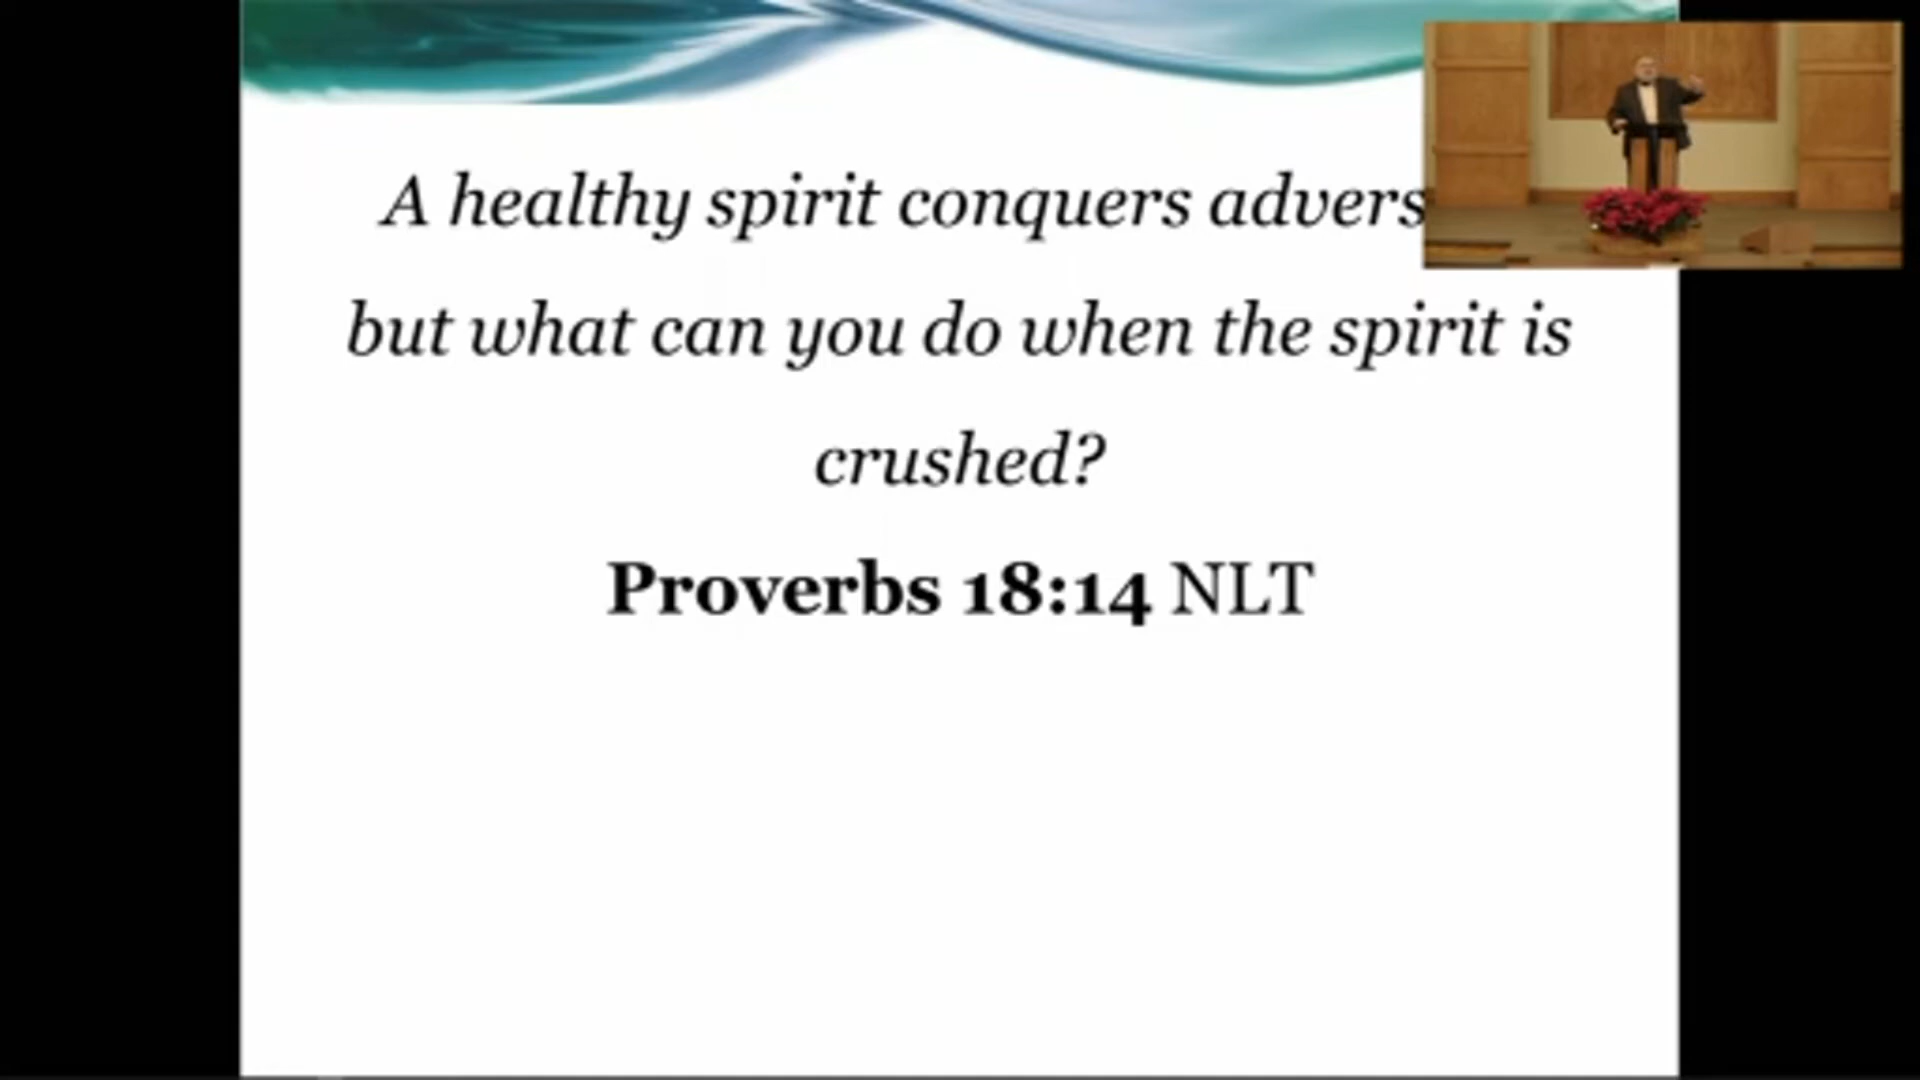 A healthy spirit conquers advers
but what can you do when the spirit is
crushed?
Proverbs 18:14 NLT